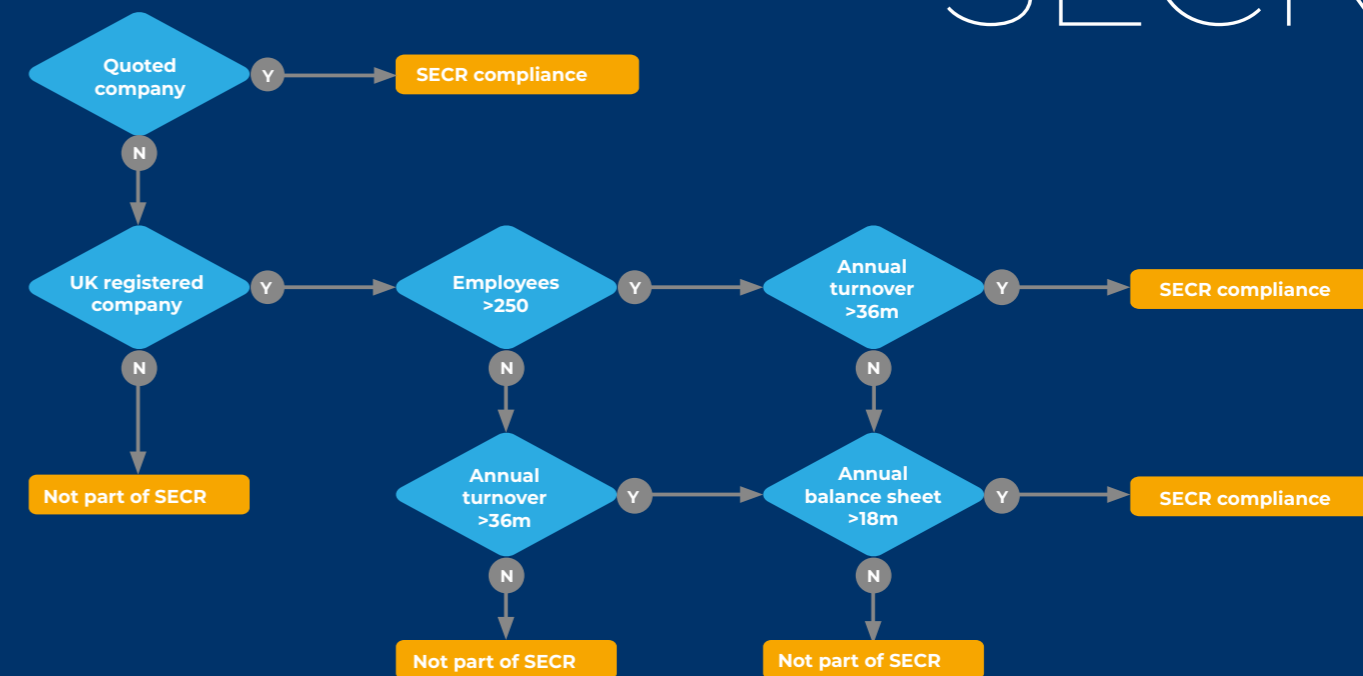 SECR
Quoted
company
Y
SECR compliance
N
UK registered
company
Y
Employees
>250
Y
Annual
turnover
>36m
Y
SECR compliance
N
N
N
Not part of SECR
Annual
turnover
>36m
Y
Annual
balance sheet
>18m
Y
SECR compliance
N
N
Not part of SECR
Not part of SECR